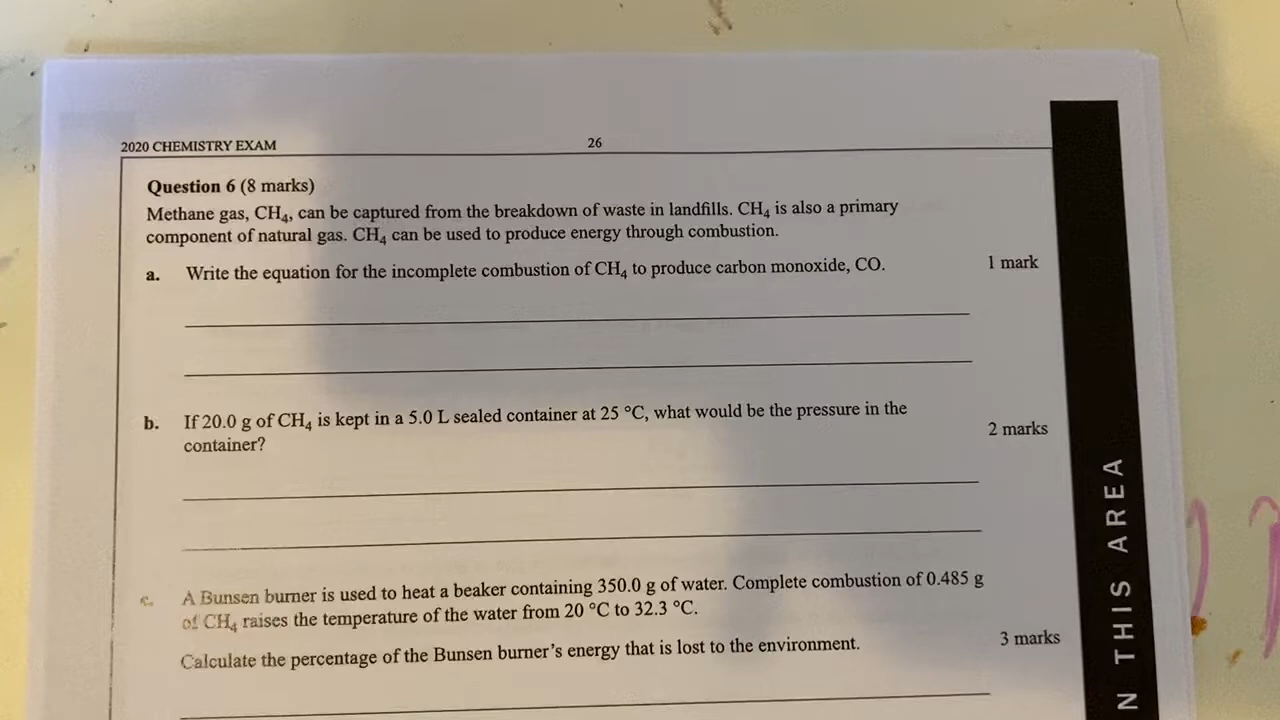 2020 CHEMISTRY EXAM
26
Question 6 (8 marks)
Methane gas, CH₄, can be captured from the breakdown of waste in landfills. CH₄ is also a primary
component of natural gas. CH₄ can be used to produce energy through combustion.
a. Write the equation for the incomplete combustion of CH₄ to produce carbon monoxide, CO. 1 mark
b. If 20.0 g of CH₄ is kept in a 5.0 L sealed container at 25 °C, what would be the pressure in the
container? 2 marks
c. A Bunsen burner is used to heat a beaker containing 350.0 g of water. Complete combustion of 0.485 g
of CH₄ raises the temperature of the water from 20 °C to 32.3 °C.
Calculate the percentage of the Bunsen burner's energy that is lost to the environment. 3 marks
N THIS AREA